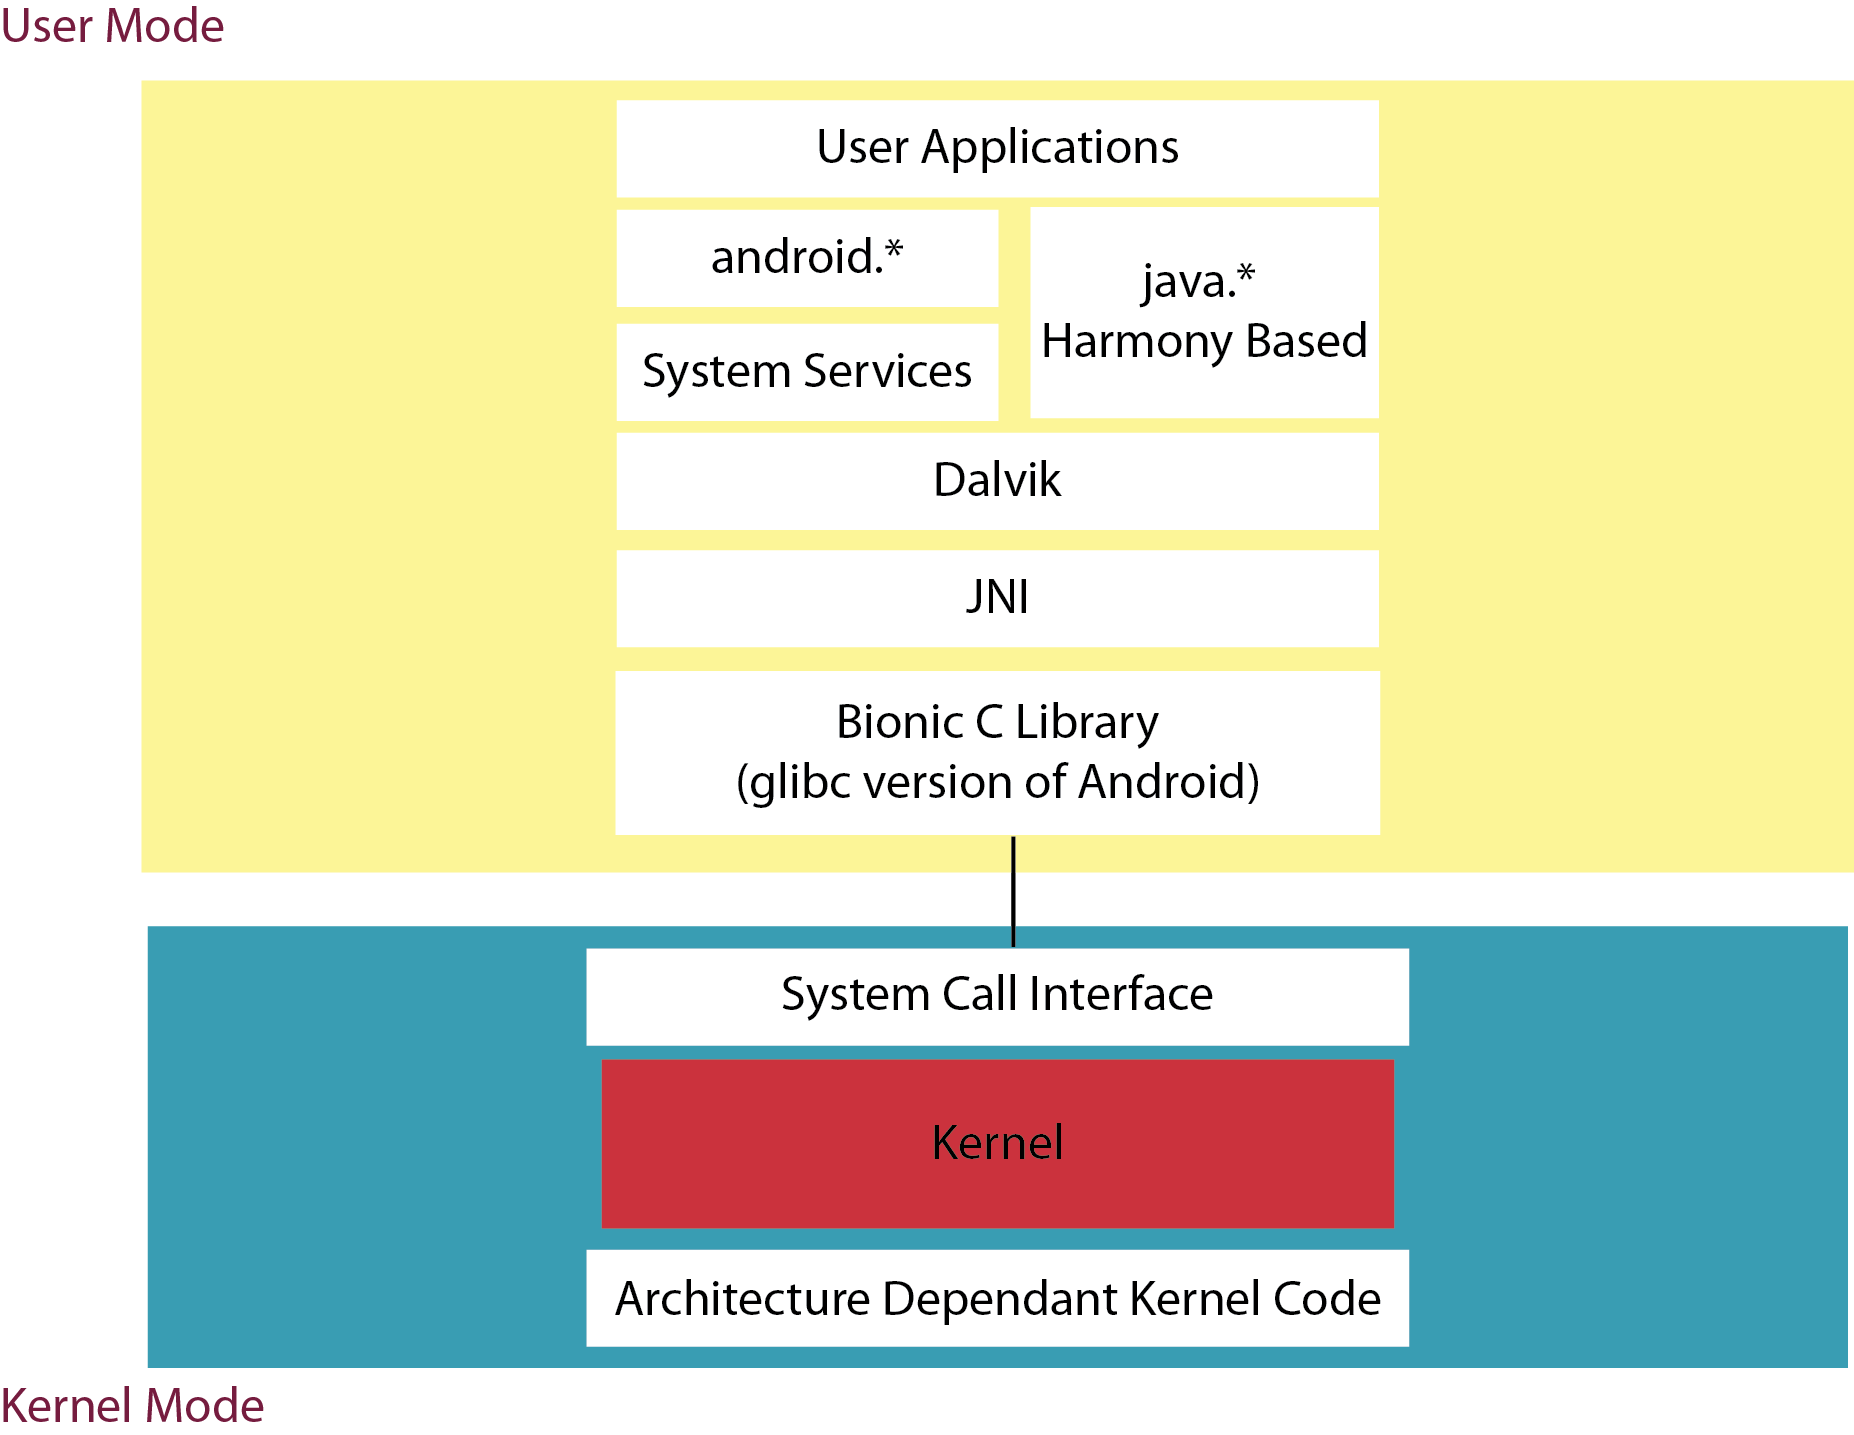 User Mode
User Applications
android.*
java.*
Harmony Based
System Services
Dalvik
JNI
Bionic C Library
(glibc version of Android)
System Call Interface
Kernel
Architecture Dependant Kernel Code
Kernel Mode